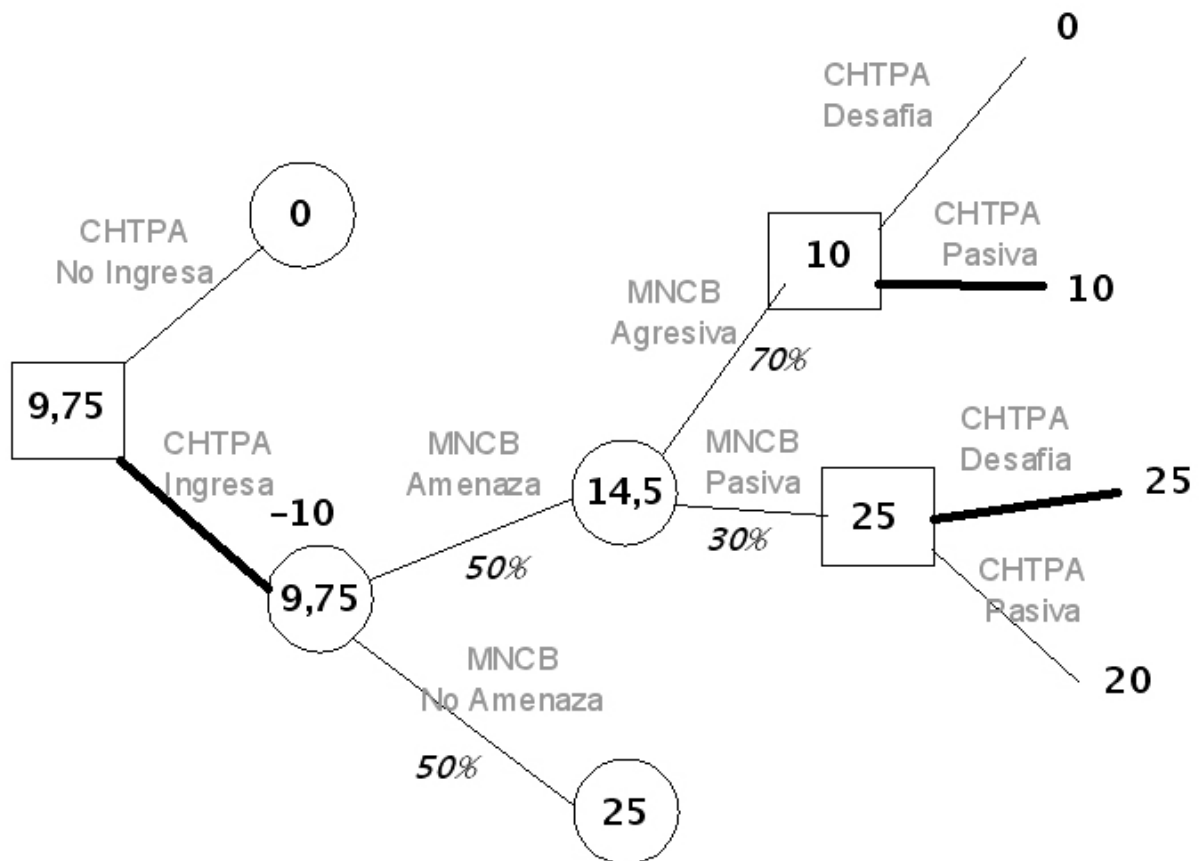 0
CHTPA
Desafia
0
CHTPA
No Ingresa
CHTPA
Pasiva
10
10
MNCB
Agresiva
70%
9,75
CHTPA
Ingresa
-10
MNCB
Amenaza
50%
MNCB
Pasiva
30%
14,5
CHTPA
Desafia
25
25
CHTPA
Pasiva
20
9,75
MNCB
No Amenaza
50%
25